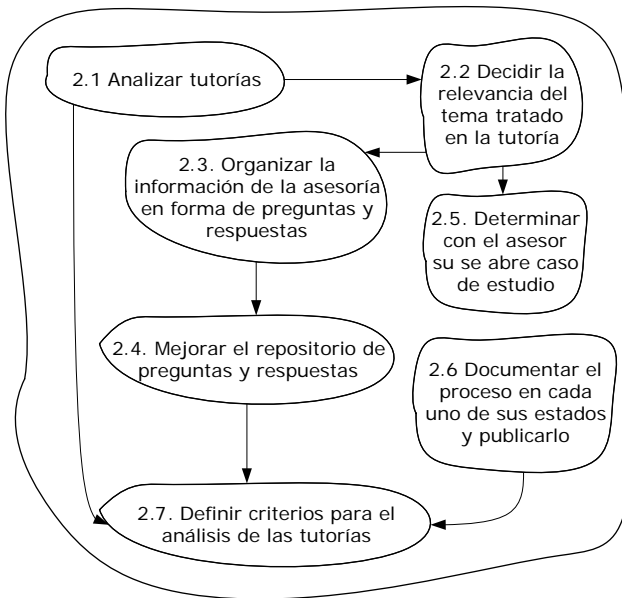 2.1 Analizar tutorías
2.2 Decidir la
relevancia del
tema tratado
en la tutoría
2.3. Organizar la
información de la asesoría
en forma de preguntas y
respuestas
2.5. Determinar
con el asesor
su se abre caso
de estudio
2.4. Mejorar el repositorio de
preguntas y respuestas
2.6 Documentar el
proceso en cada
uno de sus estados
y publicarlo
2.7. Definir criterios para el
análisis de las tutorías